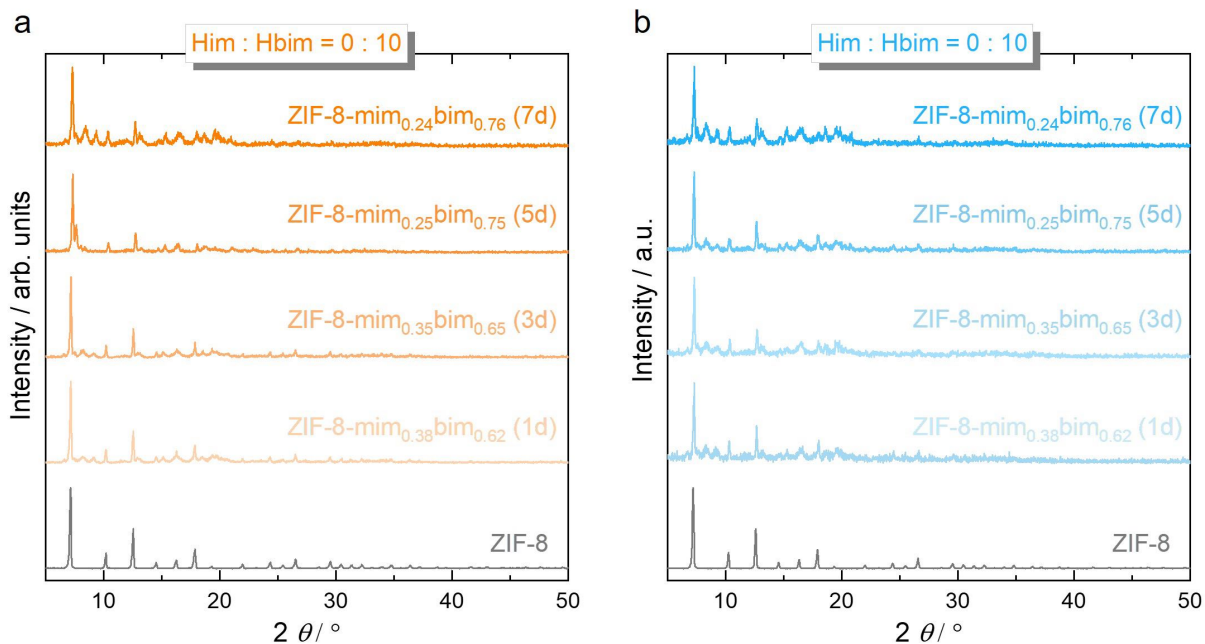 a
Him : Hbim = 0 : 10
ZIF-8-mim0.24bim0.76 (7d)
ZIF-8-mim0.25bim0.75 (5d)
ZIF-8-mim0.35bim0.65 (3d)
ZIF-8-mim0.38bim0.62 (1d)
ZIF-8
Intensity / arb. units
10 20 30 40 50
2 θ / °
b
Him : Hbim = 0 : 10
ZIF-8-mim0.24bim0.76 (7d)
ZIF-8-mim0.25bim0.75 (5d)
ZIF-8-mim0.35bim0.65 (3d)
ZIF-8-mim0.38bim0.62 (1d)
ZIF-8
Intensity / a.u.
10 20 30 40 50
2 θ / °